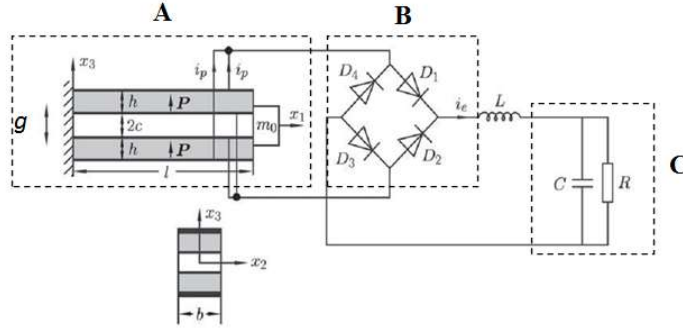 A
B
x₃
iₚ
iₚ
D₄
D₁
h
P
g
2c
m₀
x₁
iₑ
L
h
P
D₃
D₂
l
C
R
C
x₃
x₂
b